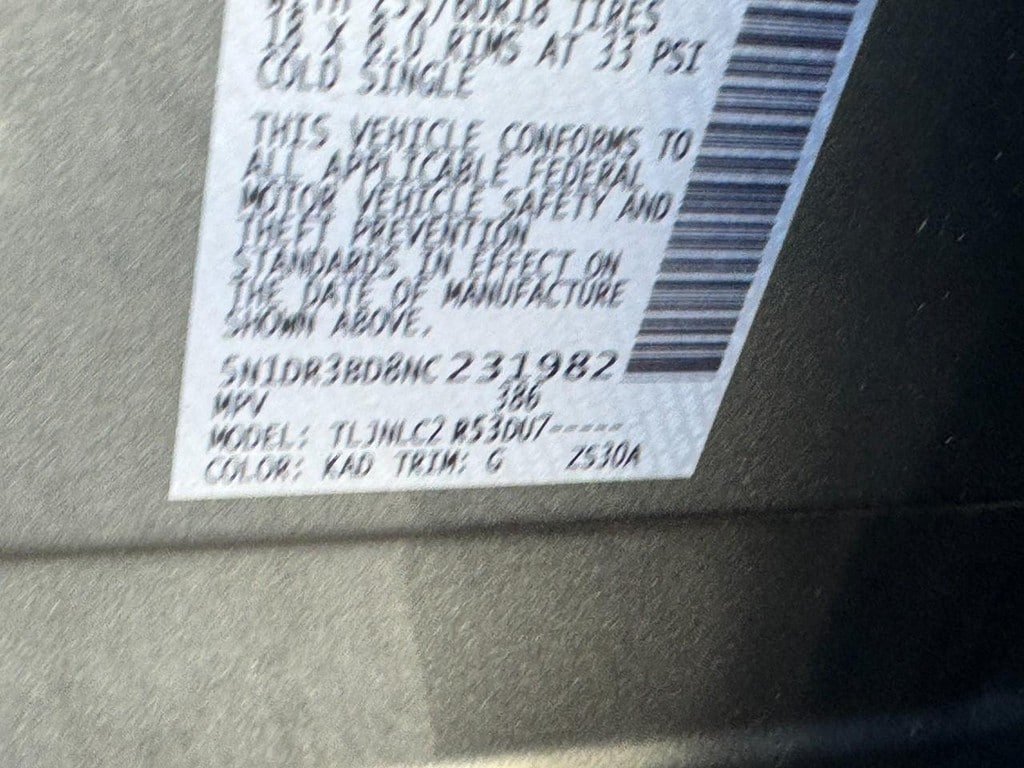 18 X 8.0 RIMS AT 33 PSI
COLD SINGLE
THIS VEHICLE CONFORMS TO
ALL APPLICABLE FEDERAL
MOTOR VEHICLE SAFETY AND
THEFT PREVENTION
STANDARDS IN EFFECT ON
THE DATE OF MANUFACTURE
SHOWN ABOVE.
5N1DR3BD8NC231982
MPV 386
MODEL: TLJNLC2 R53DU7-----
COLOR: KAD TRIM: G ZS30A